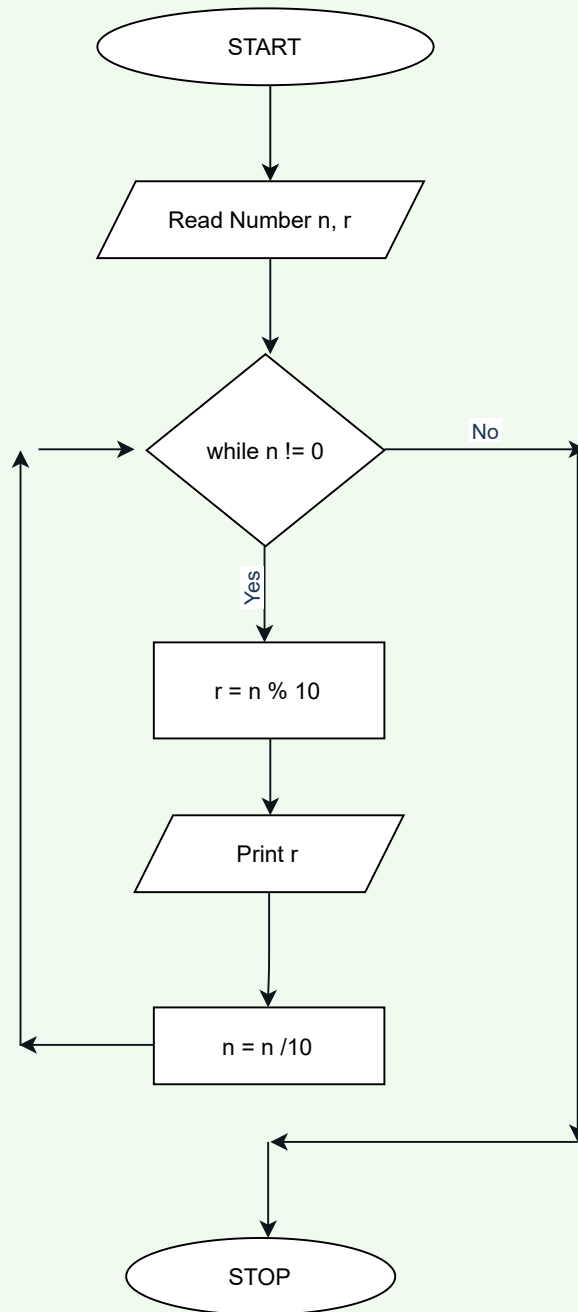 START
Read Number n, r
while n != 0
No
Yes
r = n % 10
Print r
n = n /10
STOP